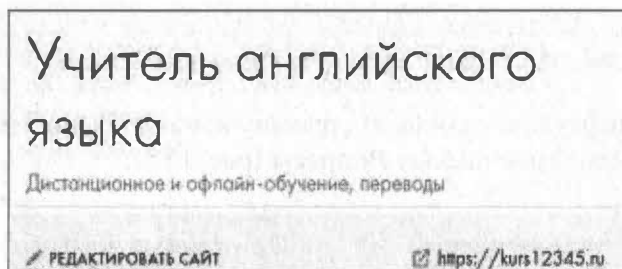 Учитель английского
языка
Дистанционное и офлайн-обучение, переводы
РЕДАКТИРОВАТЬ САЙТ
https://kurs12345.ru